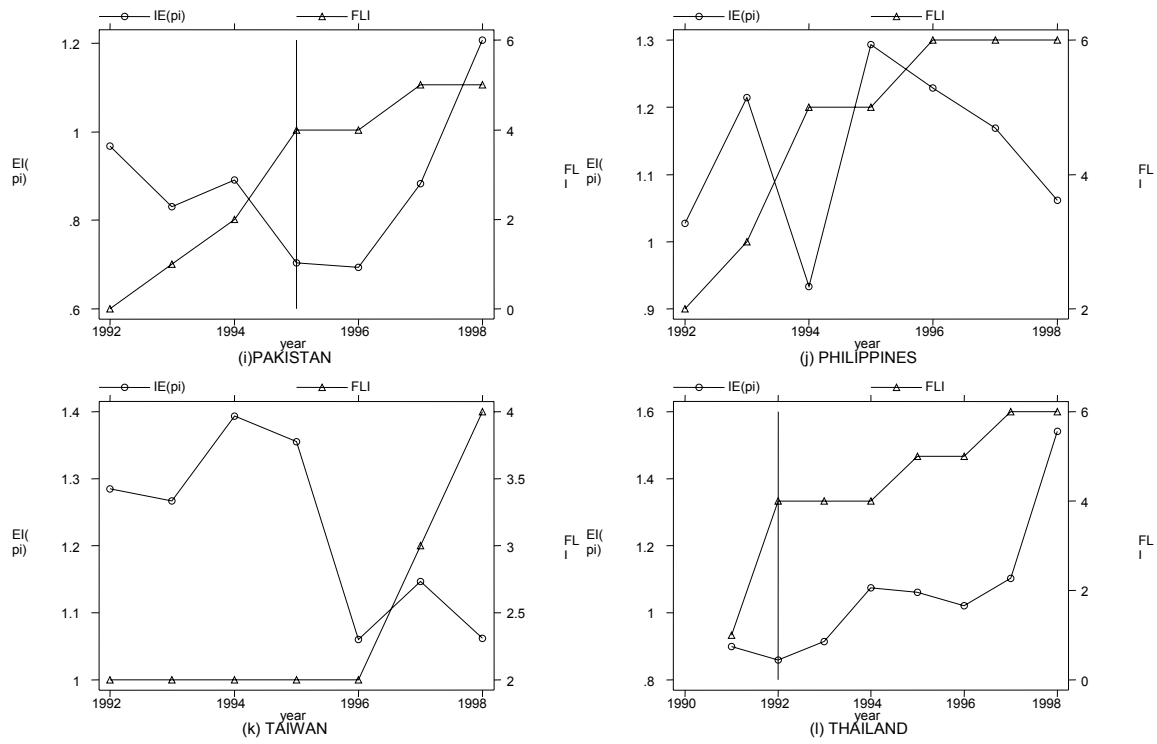 IE(pi) FLI
1.2 6
1 4
EI(
pi)
FL
I
.8 2
.6 0
1992 1994 1996 1998
year
(i)PAKISTAN
IE(pi) FLI
1.3 6
1.2
EI(
pi)
FL
I
1.1 4
1
.9 2
1992 1994 1996 1998
year
(j) PHILIPPINES
IE(pi) FLI
1.4 4
1.3 3.5
EI(
pi)
FL
I
1.2 3
1.1 2.5
1 2
1992 1994 1996 1998
year
(k) TAIWAN
IE(pi) FLI
1.6 6
1.4
4
EI(
pi)
FL
I
1.2
1 2
.8 0
1990 1992 1994 1996 1998
year
(l) THAILAND